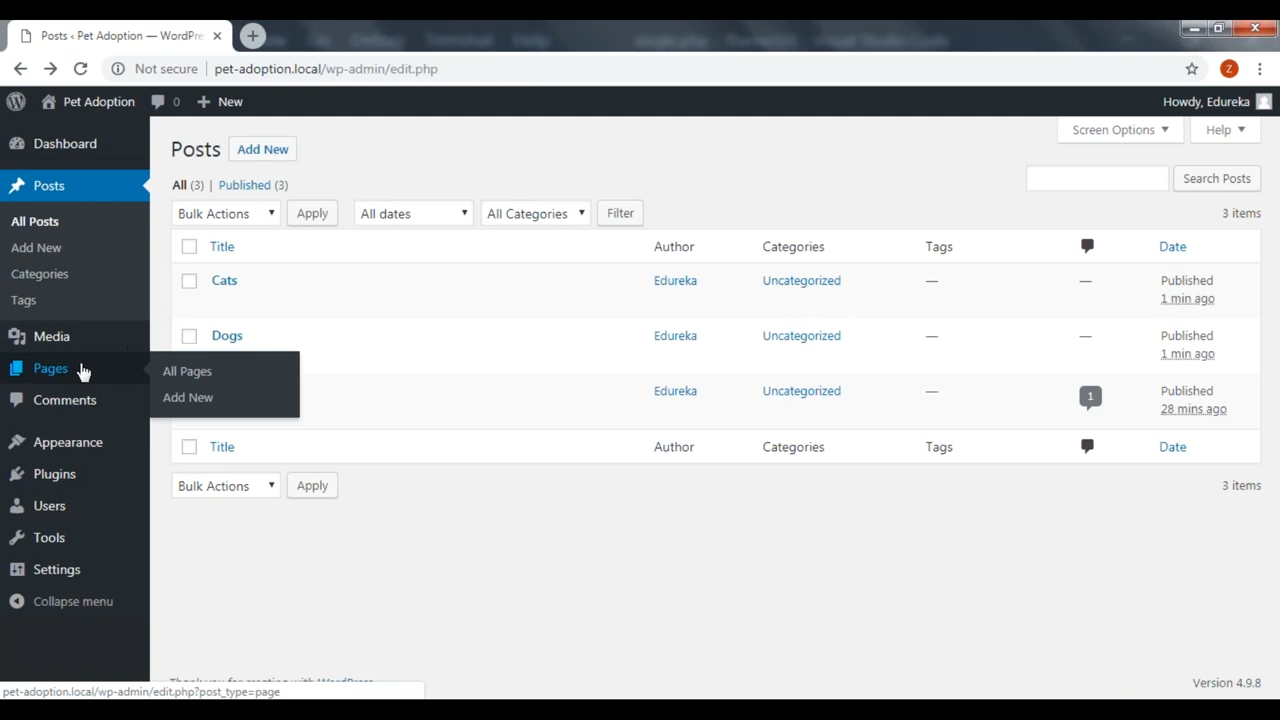 Posts ‹ Pet Adoption — WordPre
Not secure | pet-adoption.local/wp-admin/edit.php
Z
Pet Adoption 0 New Howdy, Edureka
Dashboard
Posts
All Posts
Add New
Categories
Tags
Media
Pages
Comments
Appearance
Plugins
Users
Tools
Settings
Collapse menu
All Pages
Add New
Screen Options Help
Posts Add New
All (3) | Published (3)
Search Posts
Bulk Actions Apply All dates All Categories Filter 3 items
Title Author Categories Tags Date
Cats Edureka Uncategorized — — Published
1 min ago
Dogs Edureka Uncategorized — — Published
1 min ago
Edureka Uncategorized — 1 Published
28 mins ago
Title Author Categories Tags Date
Bulk Actions Apply 3 items
Version 4.9.8
pet-adoption.local/wp-admin/edit.php?post_type=page